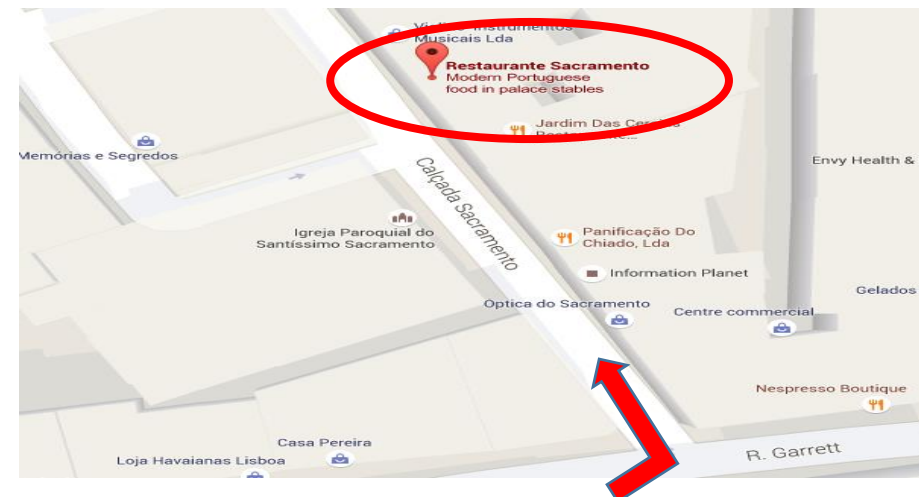 Musicais Lda
Restaurante Sacramento
Modern Portuguese
food in palace stables
Jardim Das
Memórias e Segredos
Envy Health &
Calçada Sacramento
Igreja Paroquial do
Santíssimo Sacramento
Panificação Do
Chiado, Lda
Information Planet
Gelados
Optica do Sacramento
Centre commercial
Nespresso Boutique
Casa Pereira
R. Garrett
Loja Havaianas Lisboa